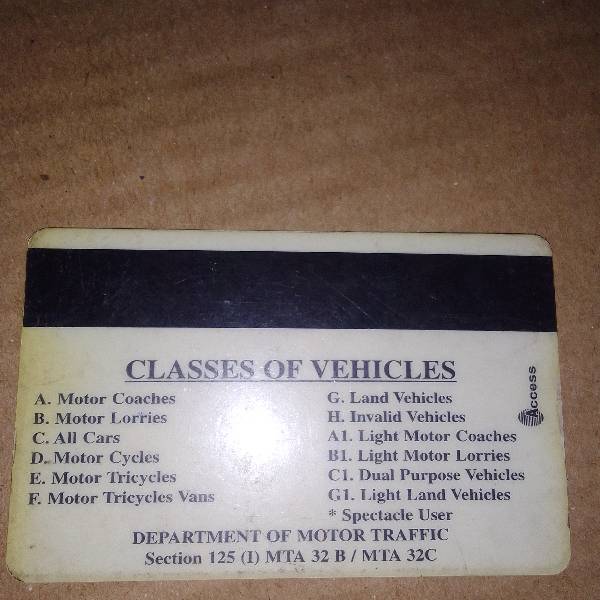 CLASSES OF VEHICLES
A. Motor Coaches
B. Motor Lorries
C. All Cars
D. Motor Cycles
E. Motor Tricycles
F. Motor Tricycles Vans
G. Land Vehicles
H. Invalid Vehicles
A1. Light Motor Coaches
B1. Light Motor Lorries
C1. Dual Purpose Vehicles
G1. Light Land Vehicles
* Spectacle User
Access
DEPARTMENT OF MOTOR TRAFFIC
Section 125 (I) MTA 32 B / MTA 32C